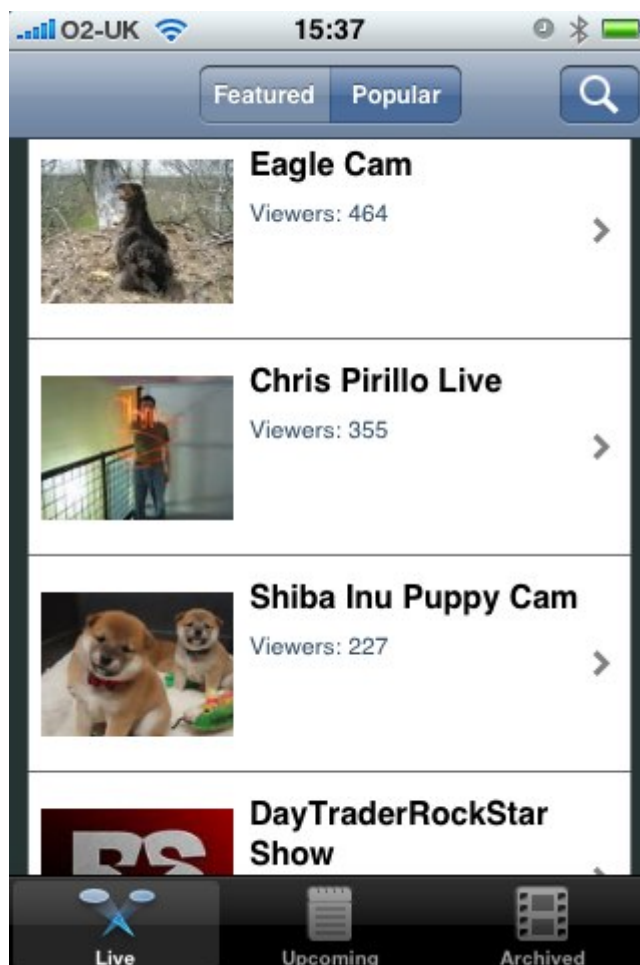 O2-UK 15:37
Featured Popular
Eagle Cam
Viewers: 464
Chris Pirillo Live
Viewers: 355
Shiba Inu Puppy Cam
Viewers: 227
DayTraderRockStar
Show
RS
Live Upcoming Archived